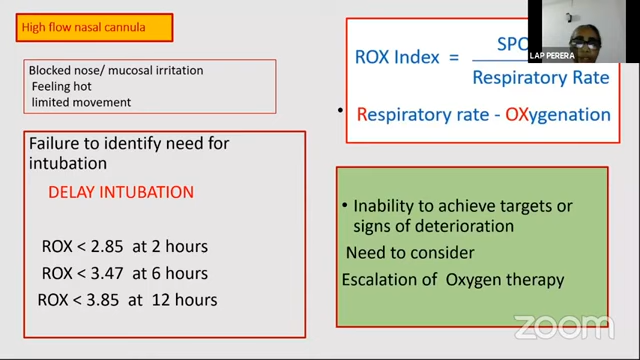 High flow nasal cannula
Blocked nose/ mucosal irritation
Feeling hot
limited movement
Failure to identify need for
intubation
DELAY INTUBATION
ROX < 2.85 at 2 hours
ROX < 3.47 at 6 hours
ROX < 3.85 at 12 hours
LAP PERERA
SPO
ROX Index =
Respiratory Rate
• Respiratory rate - OXygenation
• Inability to achieve targets or
signs of deterioration
Need to consider
Escalation of Oxygen therapy
zoom